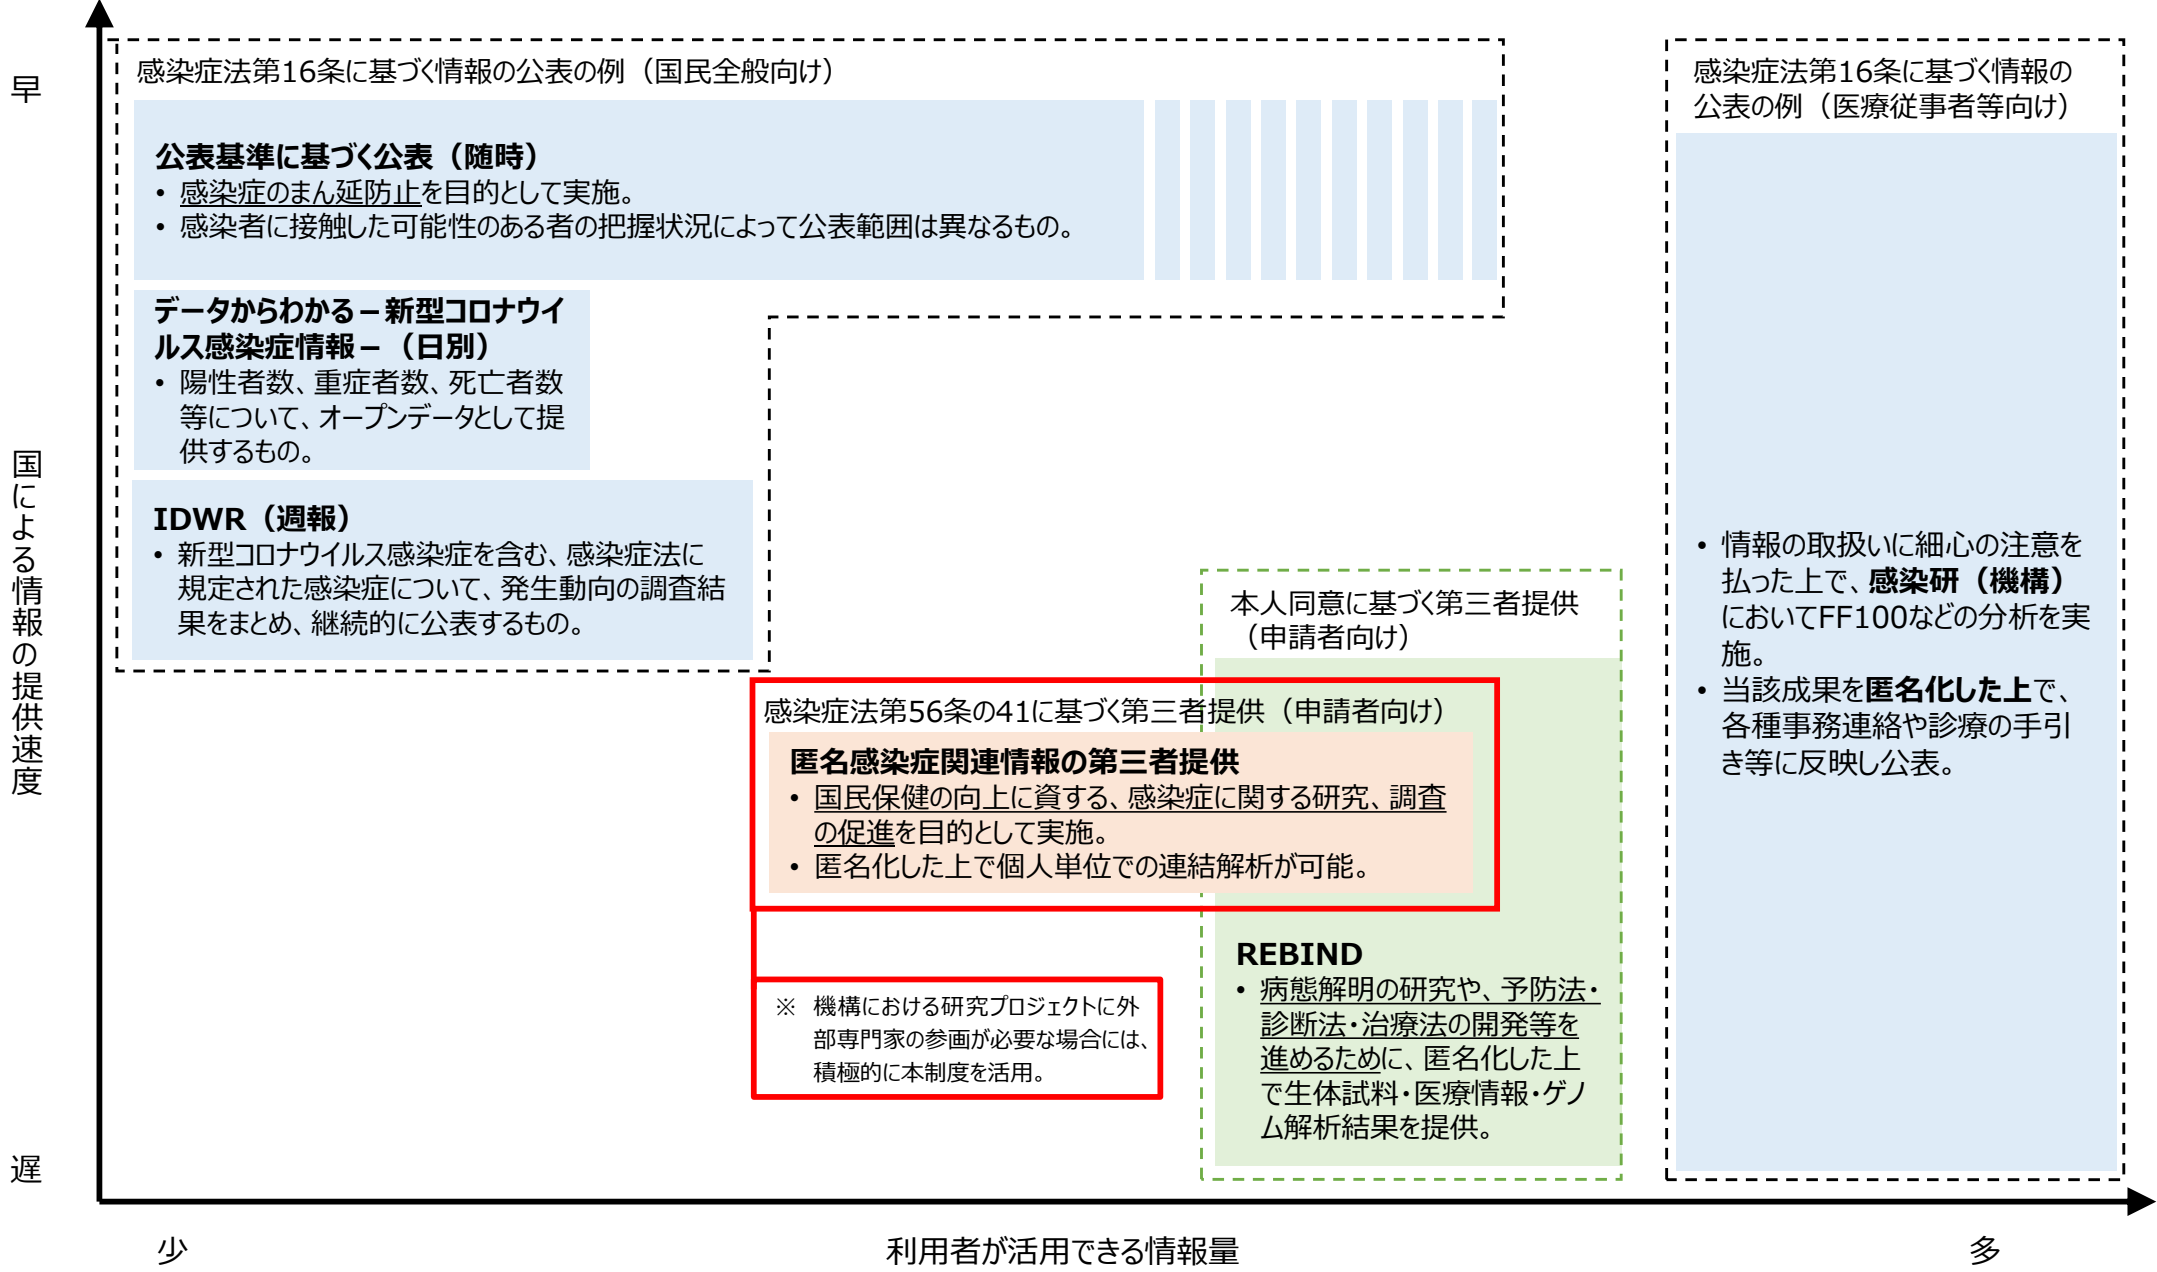 早
国による情報の提供速度
遅
感染症法第16条に基づく情報の公表の例（国民全般向け）
公表基準に基づく公表（随時）
• 感染症のまん延防止を目的として実施。
• 感染者に接触した可能性のある者の把握状況によって公表範囲は異なるもの。
データからわかる－新型コロナウイ
ルス感染症情報－（日別）
• 陽性者数、重症者数、死亡者数
等について、オープンデータとして提
供するもの。
IDWR（週報）
• 新型コロナウイルス感染症を含む、感染症法に
規定された感染症について、発生動向の調査結
果をまとめ、継続的に公表するもの。
本人同意に基づく第三者提供
（申請者向け）
感染症法第56条の41に基づく第三者提供（申請者向け）
匿名感染症関連情報の第三者提供
• 国民保健の向上に資する、感染症に関する研究、調査
の促進を目的として実施。
• 匿名化した上で個人単位での連結解析が可能。
※ 機構における研究プロジェクトに外
部専門家の参画が必要な場合には、
積極的に本制度を活用。
REBIND
• 病態解明の研究や、予防法・
診断法・治療法の開発等を
進めるために、匿名化した上
で生体試料・医療情報・ゲノ
ム解析結果を提供。
感染症法第16条に基づく情報の
公表の例（医療従事者等向け）
• 情報の取扱いに細心の注意を
払った上で、感染研（機構）
においてFF100などの分析を実
施。
• 当該成果を匿名化した上で、
各種事務連絡や診療の手引
き等に反映し公表。
少
利用者が活用できる情報量
多